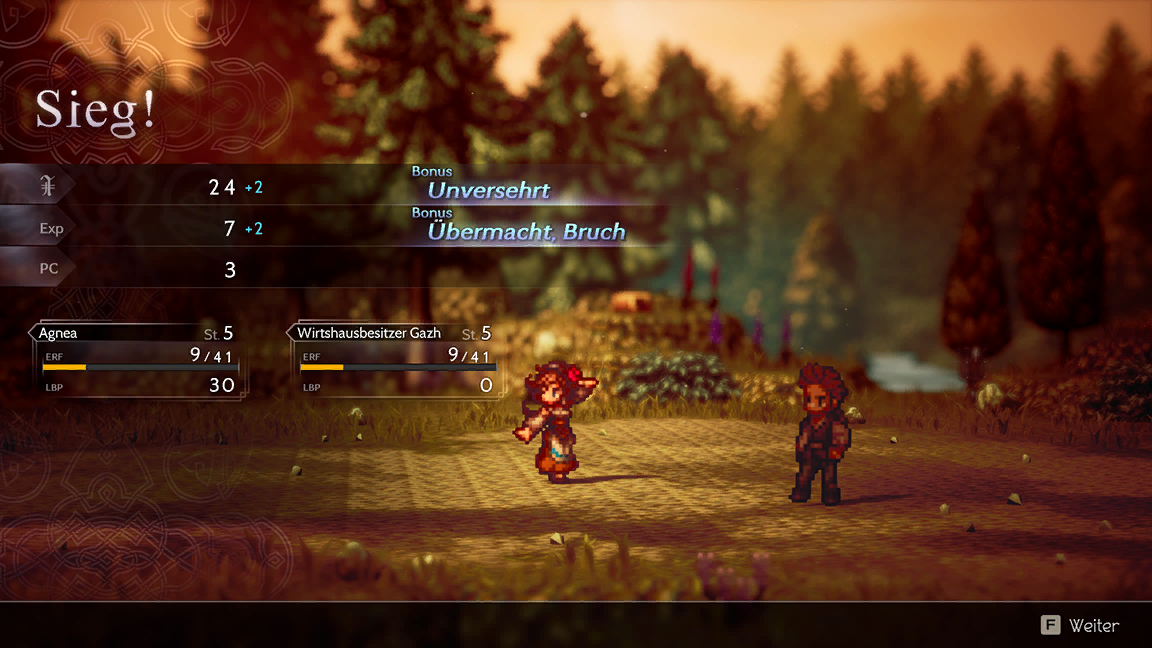 Sieg!
24 +2 Bonus Unversehrt
Exp 7 +2 Bonus Übermacht, Bruch
PC 3
Agnea St. 5
ERF 9/41
LBP 30
Wirtshausbesitzer Gazh St. 5
ERF 9/41
LBP 0
F Weiter